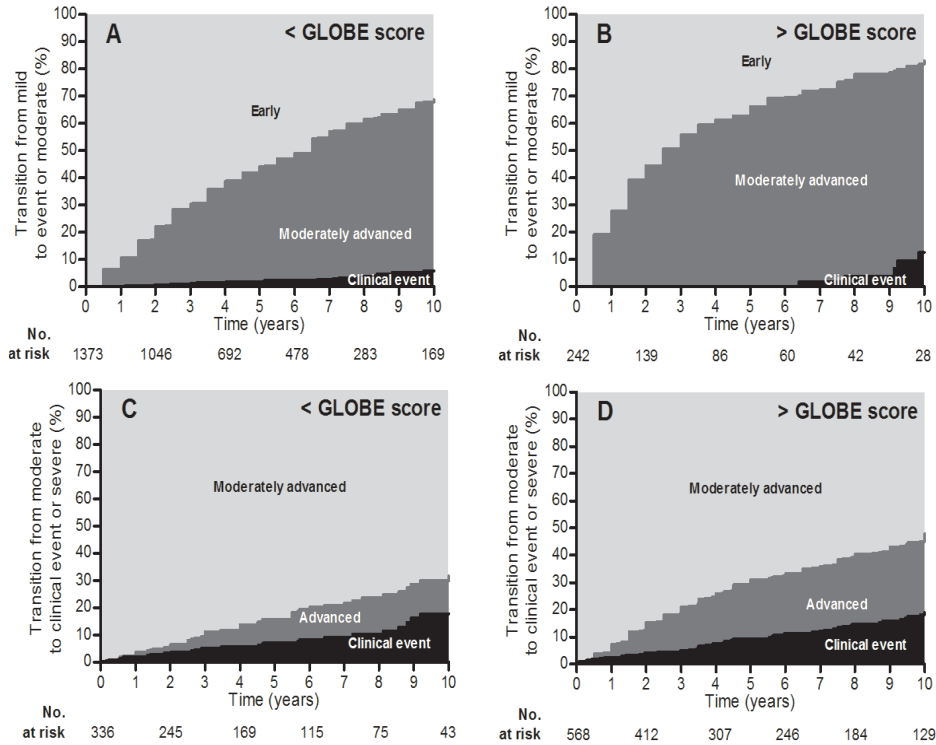 A
< GLOBE score
Transition from mild
to event or moderate (%)
100
90
80
70
60
50
40
30
20
10
0
Early
Moderately advanced
Clinical event
0 1 2 3 4 5 6 7 8 9 10
Time (years)
No.
at risk 1373 1046 692 478 283 169
B
> GLOBE score
Transition from mild
to event or moderate (%)
100
90
80
70
60
50
40
30
20
10
0
Early
Moderately advanced
Clinical event
0 1 2 3 4 5 6 7 8 9 10
Time (years)
No.
at risk 242 139 86 60 42 28
C
< GLOBE score
Transition from moderate
to clinical event or severe (%)
100
90
80
70
60
50
40
30
20
10
0
Moderately advanced
Advanced
Clinical event
0 1 2 3 4 5 6 7 8 9 10
Time (years)
No.
at risk 336 245 169 115 75 43
D
> GLOBE score
Transition from moderate
to clinical event or severe (%)
100
90
80
70
60
50
40
30
20
10
0
Moderately advanced
Advanced
Clinical event
0 1 2 3 4 5 6 7 8 9 10
Time (years)
No.
at risk 568 412 307 246 184 129